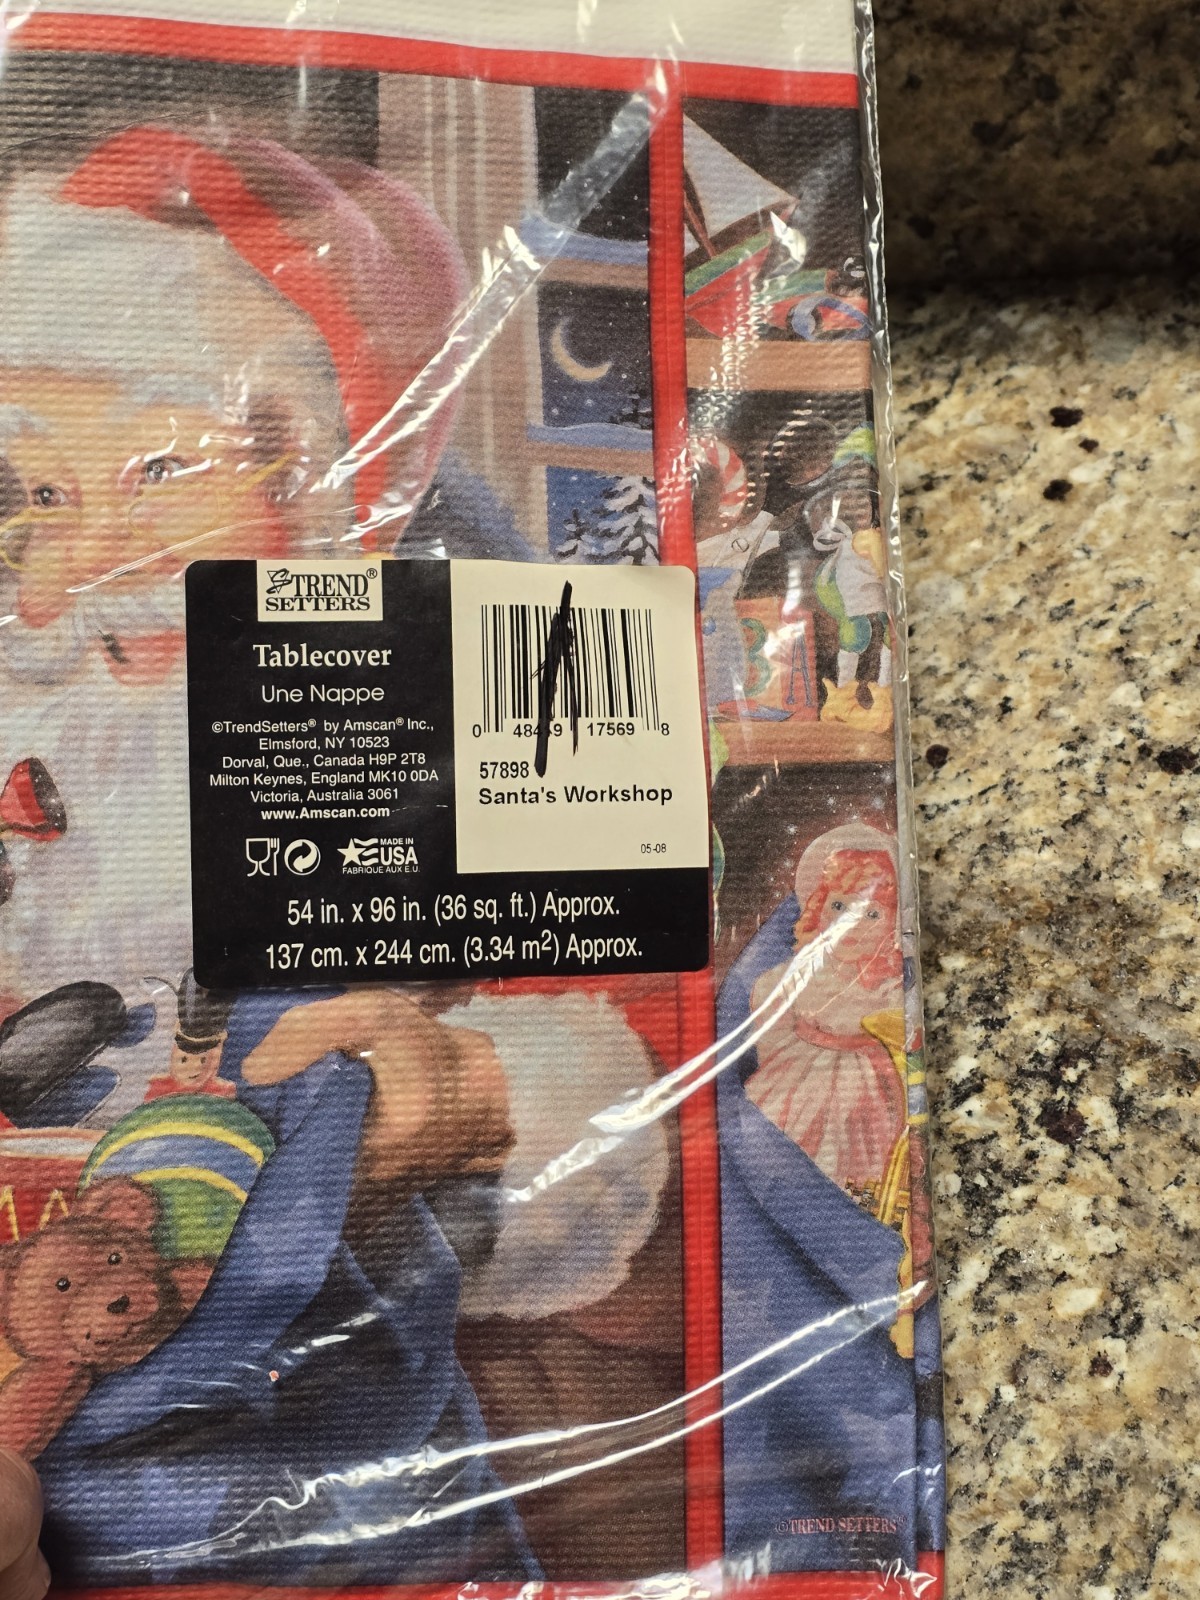 TREND®
SETTERS
Tablecover
Une Nappe
©TrendSetters® by Amscan® Inc.,
Elmsford, NY 10523
Dorval, Que., Canada H9P 2T8
Milton Keynes, England MK10 0DA
Victoria, Australia 3061
www.Amscan.com
MADE IN
USA
FABRIQUE AUX E.U.
0 17569 8
57898
Santa's Workshop
05-08
54 in. x 96 in. (36 sq. ft.) Approx.
137 cm. x 244 cm. (3.34 m²) Approx.
B A
©TREND SETTERS®